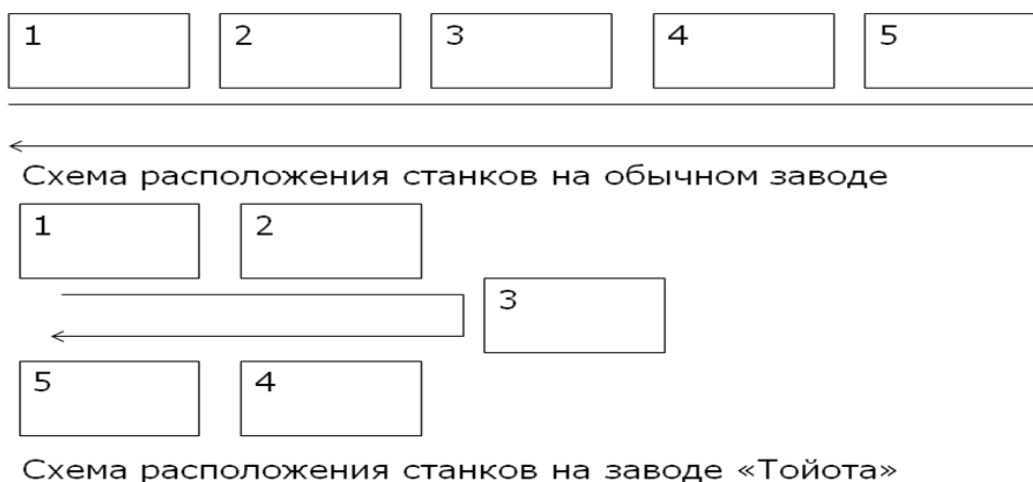 1 2 3 4 5
Схема расположения станков на обычном заводе
1 2
3
5 4
Схема расположения станков на заводе «Тойота»